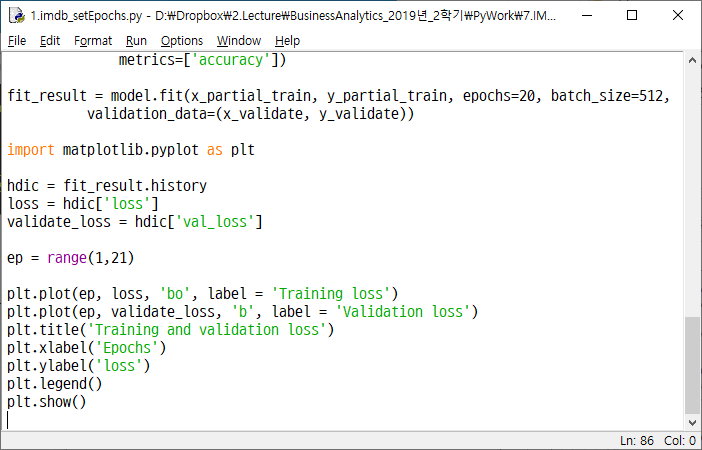 1.imdb_setEpochs.py - D:₩Dropbox₩2.Lecture₩BusinessAnalytics_2019년_2학기₩PyWork₩7.IM...
File Edit Format Run Options Window Help
metrics=['accuracy'])
fit_result = model.fit(x_partial_train, y_partial_train, epochs=20, batch_size=512,
validation_data=(x_validate, y_validate))
import matplotlib.pyplot as plt
hdic = fit_result.history
loss = hdic['loss']
validate_loss = hdic['val_loss']
ep = range(1,21)
plt.plot(ep, loss, 'bo', label = 'Training loss')
plt.plot(ep, validate_loss, 'b', label = 'Validation loss')
plt.title('Training and validation loss')
plt.xlabel('Epochs')
plt.ylabel('loss')
plt.legend()
plt.show()
Ln: 86 Col: 0